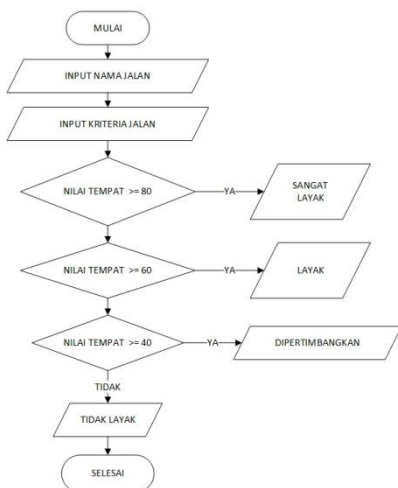 MULAI
INPUT NAMA JALAN
INPUT KRITERIA JALAN
NILAI TEMPAT >= 80
YA
SANGAT
LAYAK
NILAI TEMPAT >= 60
YA
LAYAK
NILAI TEMPAT >= 40
YA
DIPERTIMBANGKAN
TIDAK
TIDAK LAYAK
SELESAI